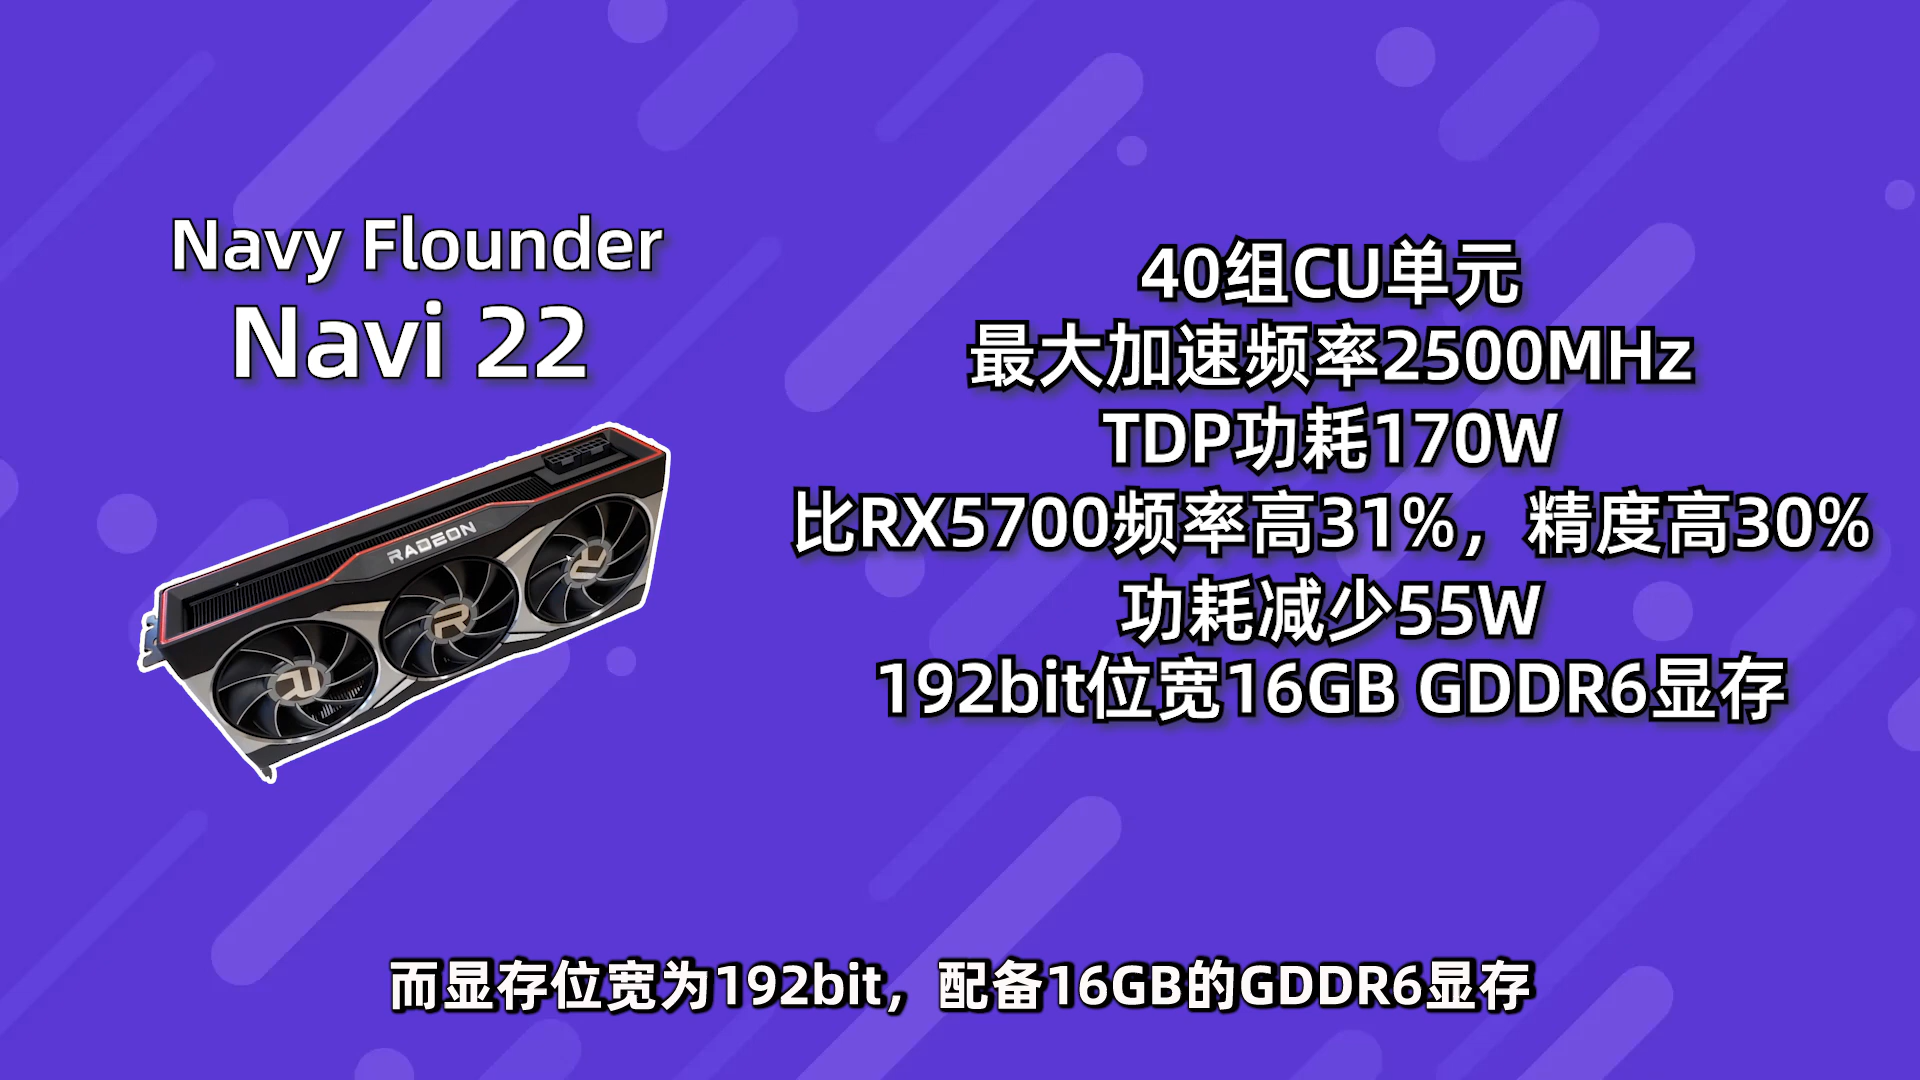 Navy Flounder
Navi 22
RADEON
R
R
R
40组CU单元
最大加速频率2500MHz
TDP功耗170W
比RX5700频率高31%，精度高30%
功耗减少55W
192bit位宽16GB GDDR6显存
而显存位宽为192bit，配备16GB的GDDR6显存